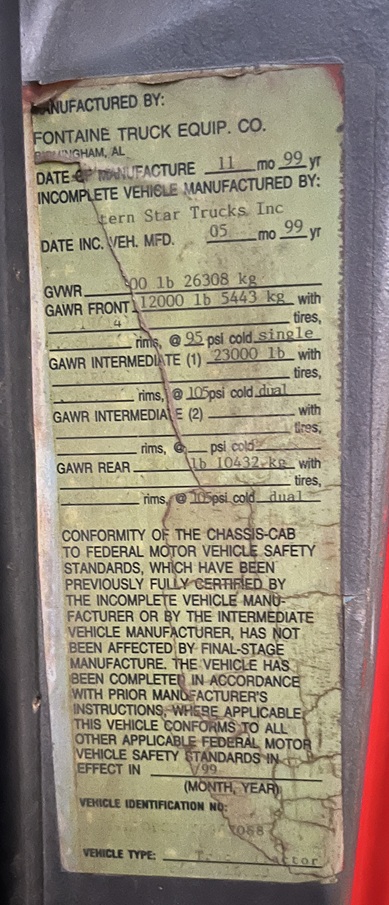 MANUFACTURED BY:
FONTAINE TRUCK EQUIP. CO.
BIRMINGHAM, AL
DATE OF MANUFACTURE 11 mo 99 yr
INCOMPLETE VEHICLE MANUFACTURED BY:
tern Star Trucks Inc
DATE INC. VEH. MFD. 05 mo 99 yr
GVWR 00 lb 26308 kg
GAWR FRONT 12000 lb 5443 kg with
tires,
rims, @ 95 psi cold single
GAWR INTERMEDIATE (1) 23000 lb with
tires,
rims, @ 105psi cold dual
GAWR INTERMEDIATE (2) with
tires,
rims, @ psi cold
GAWR REAR lb 10432 kg with
tires,
rims, @ 105psi cold dual
CONFORMITY OF THE CHASSIS-CAB
TO FEDERAL MOTOR VEHICLE SAFETY
STANDARDS, WHICH HAVE BEEN
PREVIOUSLY FULLY CERTIFIED BY
THE INCOMPLETE VEHICLE MANU-
FACTURER OR BY THE INTERMEDIATE
VEHICLE MANUFACTURER, HAS NOT
BEEN AFFECTED BY FINAL-STAGE
MANUFACTURE. THE VEHICLE HAS
BEEN COMPLETED IN ACCORDANCE
WITH PRIOR MANUFACTURER'S
INSTRUCTIONS, WHERE APPLICABLE
THIS VEHICLE CONFORMS TO ALL
OTHER APPLICABLE FEDERAL MOTOR
VEHICLE SAFETY STANDARDS IN
EFFECT IN /99
(MONTH, YEAR)
VEHICLE IDENTIFICATION NO:
7088
VEHICLE TYPE: actor